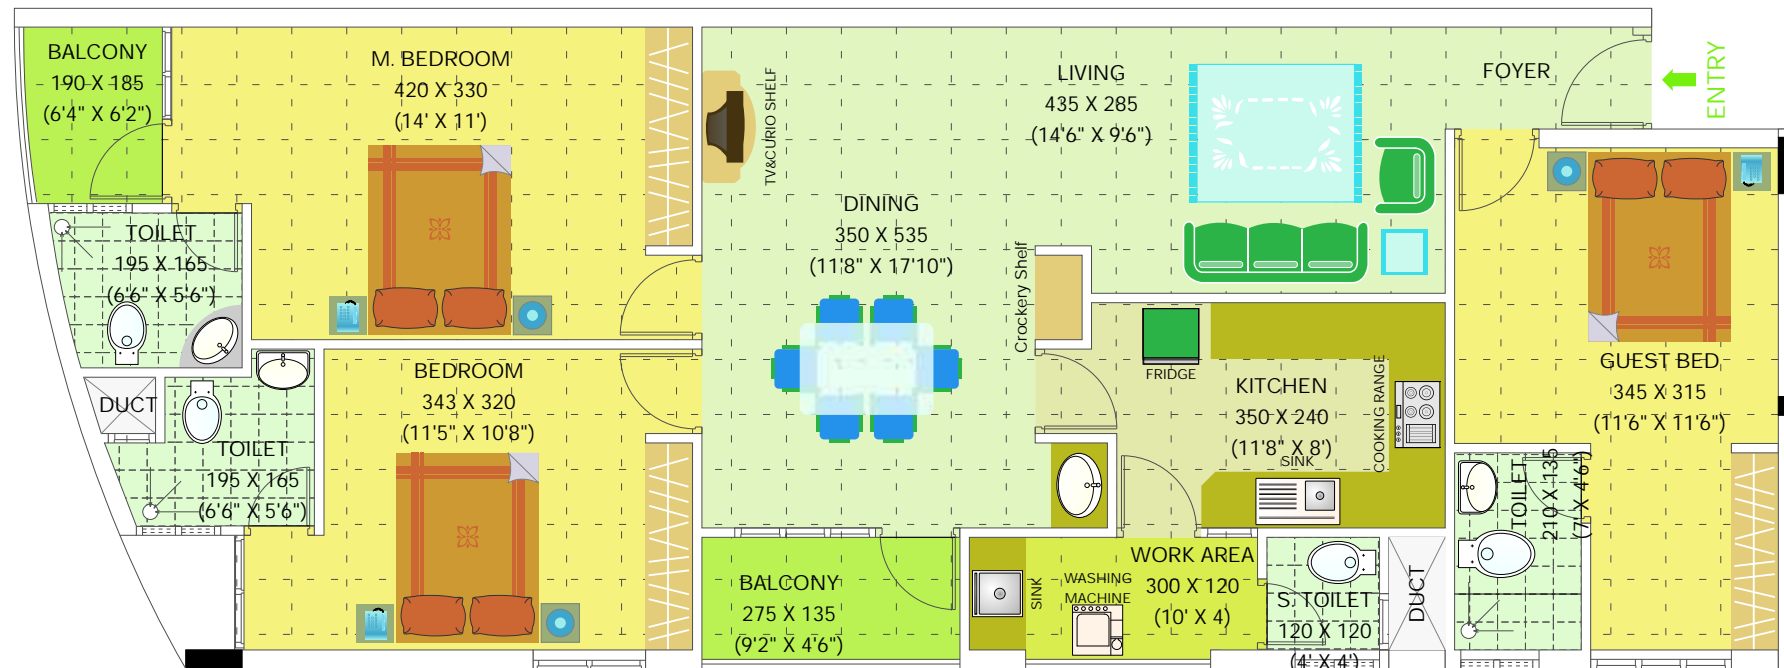 BALCONY
190 X 185
(6'4" X 6'2")
M. BEDROOM
420 X 330
(14' X 11')
TV&CURIO SHELF
LIVING
435 X 285
(14'6" X 9'6")
FOYER
ENTRY
TOILET
195 X 165
(6'6" X 5'6")
DINING
350 X 535
(11'8" X 17'10")
Crockery Shelf
DUCT
TOILET
195 X 165
(6'6" X 5'6")
BEDROOM
343 X 320
(11'5" X 10'8")
FRIDGE
KITCHEN
350 X 240
(11'8" X 8')
COOKING RANGE
SINK
GUEST BED
345 X 315
(11'6" X 11'6")
TOILET
210 X 135
(7' X 4'6")
BALCONY
275 X 135
(9'2" X 4'6")
SINK
WASHING
MACHINE
WORK AREA
300 X 120
(10' X 4)
S. TOILET
120 X 120
(4' X 4')
DUCT